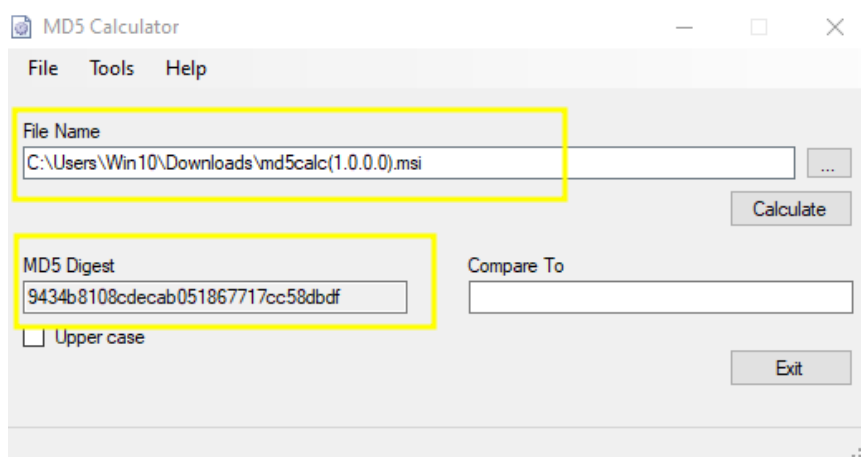 MD5 Calculator
File Tools Help
File Name
C:\Users\Win10\Downloads\md5calc(1.0.0.0).msi
...
Calculate
MD5 Digest
Compare To
9434b8108cdecab051867717cc58dbdf
Upper case
Exit